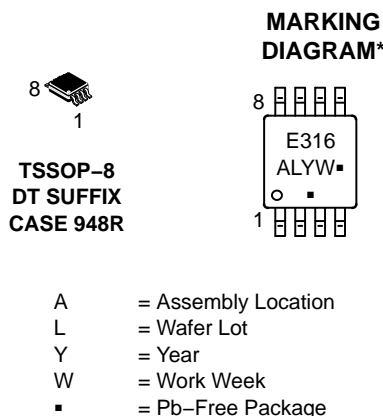 MARKING
DIAGRAM*
8
1
TSSOP−8
DT SUFFIX
CASE 948R
8
E316
ALYW▪
▪
1
A = Assembly Location
L = Wafer Lot
Y = Year
W = Work Week
▪ = Pb−Free Package